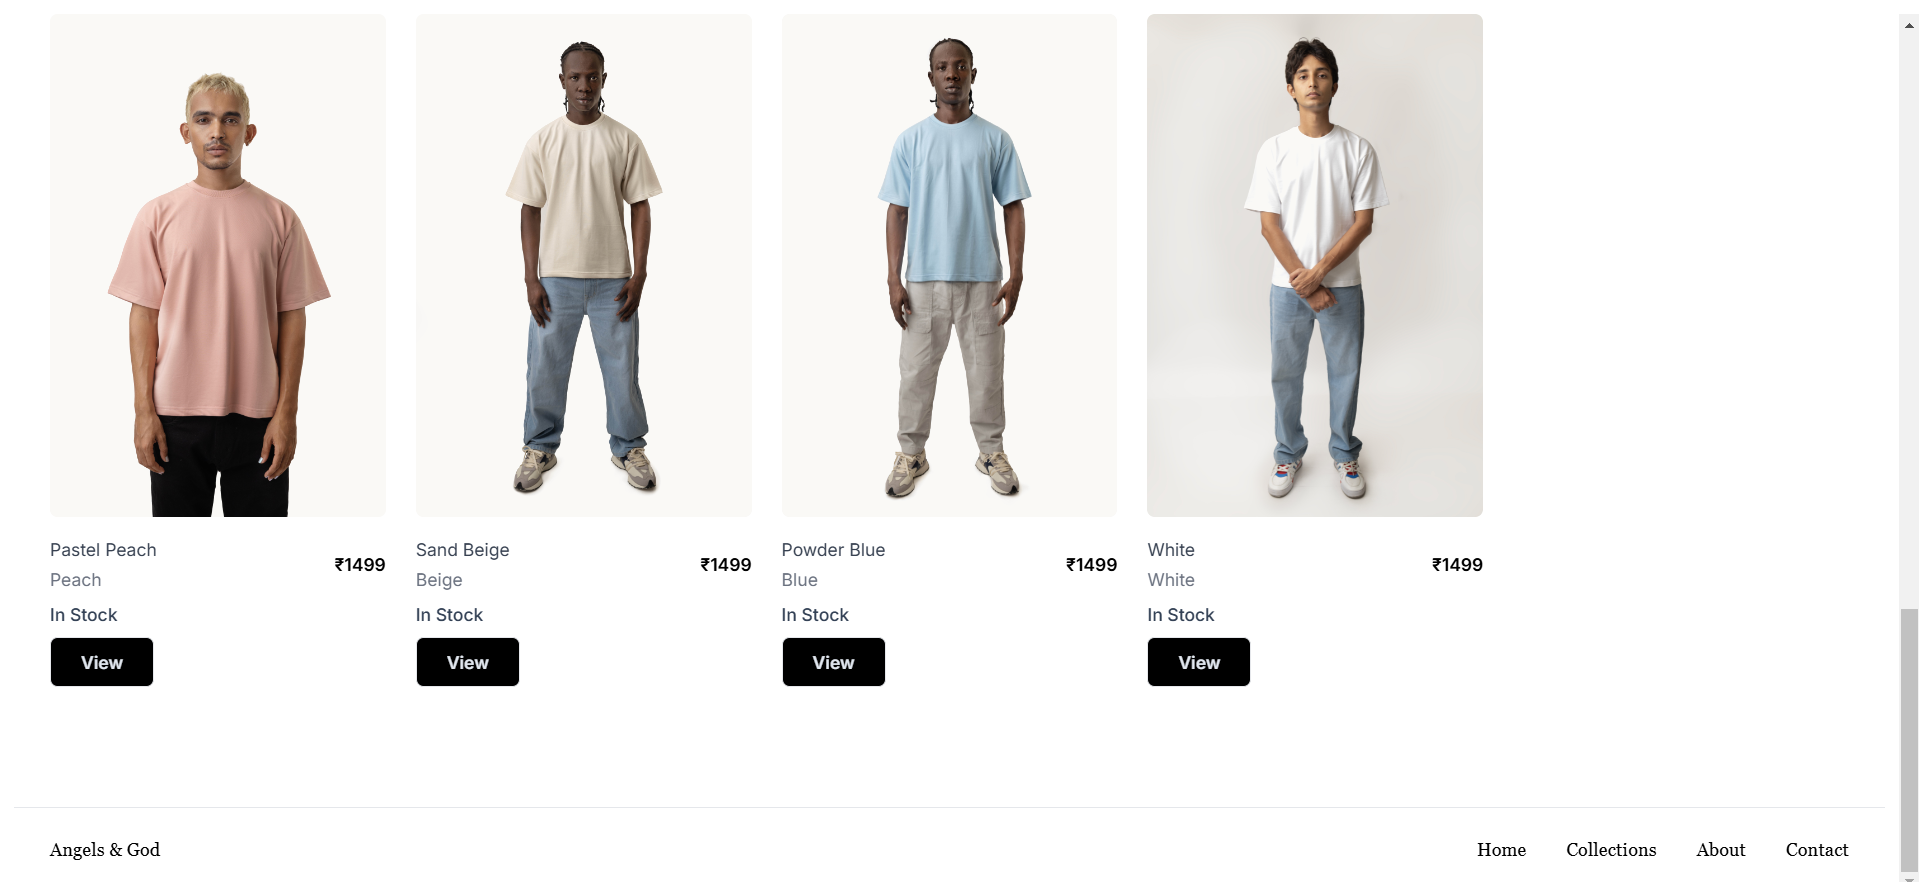 Pastel Peach
Peach
₹1499
In Stock
View
Sand Beige
Beige
₹1499
In Stock
View
Powder Blue
Blue
₹1499
In Stock
View
White
White
₹1499
In Stock
View
Angels & God
Home
Collections
About
Contact